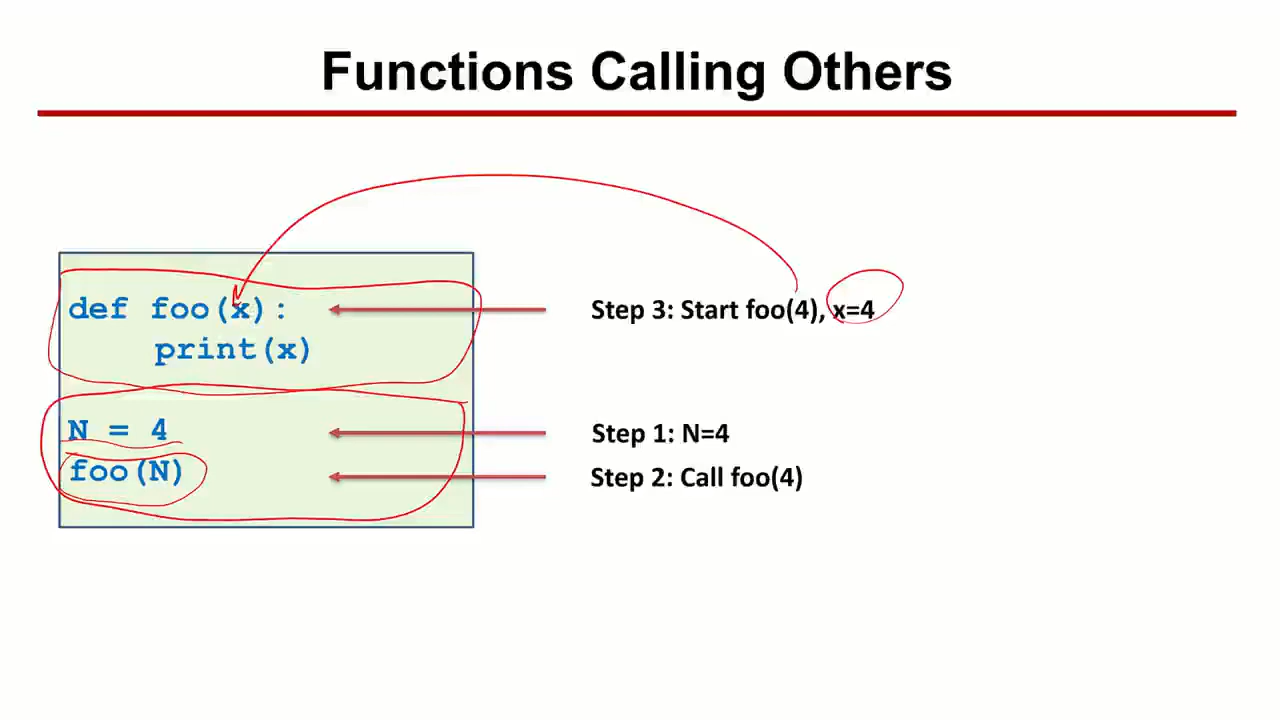 Functions Calling Others
def foo(x):
    print(x)
N = 4
foo(N)
Step 3: Start foo(4), x=4
Step 1: N=4
Step 2: Call foo(4)